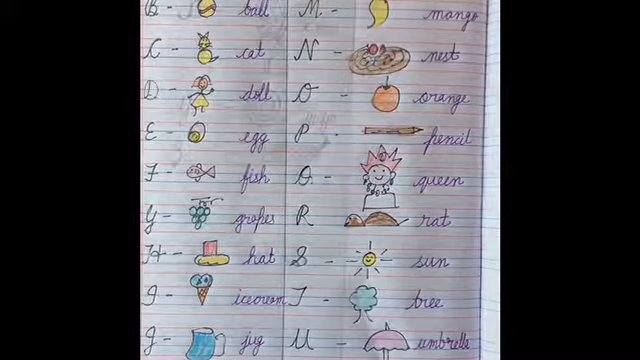 B - ball M - mango
C - cat N - nest
D - doll O - orange
E - egg P - pencil
F - fish Q - queen
G - grapes R - rat
H - hat S - sun
I - icecream T - tree
J - jug U - umbrella